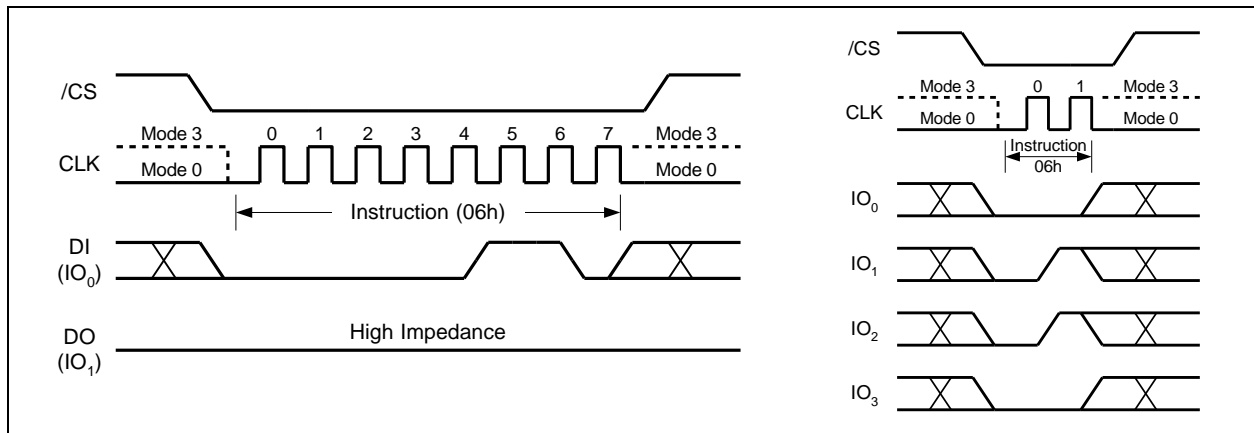 /CS
CLK
Mode 3
Mode 0
0 1 2 3 4 5 6 7
Mode 3
Mode 0
Instruction (06h)
DI
(IO₀)
DO
(IO₁)
High Impedance
/CS
CLK
Mode 3
Mode 0
0 1
Mode 3
Mode 0
Instruction
06h
IO₀
IO₁
IO₂
IO₃